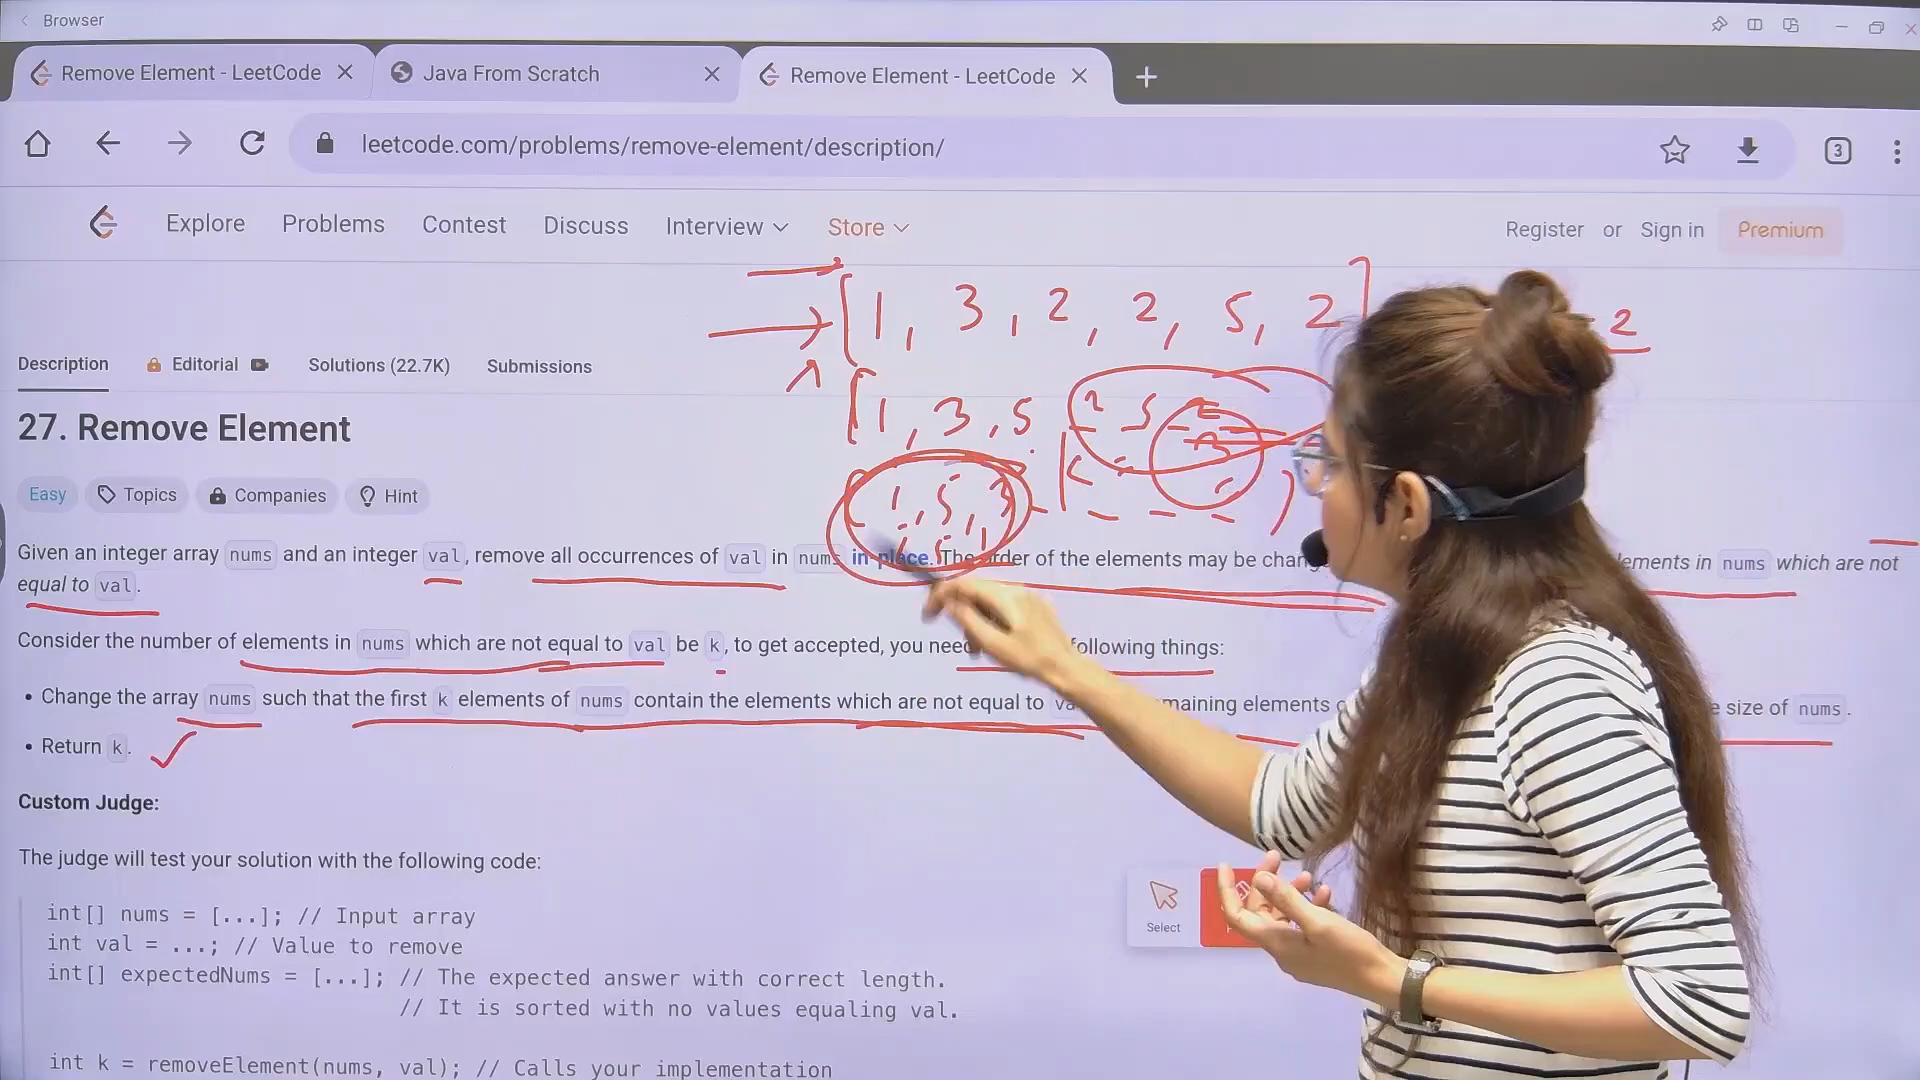 Browser
Remove Element - LeetCode
Java From Scratch
Remove Element - LeetCode
leetcode.com/problems/remove-element/description/
3
Explore Problems Contest Discuss Interview Store
Register or Sign in Premium
[1, 3, 2, 2, 5, 2]
2
Description Editorial Solutions (22.7K) Submissions
[1, 3, 5
27. Remove Element
1, 5, 3
Easy Topics Companies Hint
Given an integer array nums and an integer val, remove all occurrences of val in nums in-place. The order of the elements may be chan ements in nums which are not
equal to val.
Consider the number of elements in nums which are not equal to val be k, to get accepted, you need following things:
• Change the array nums such that the first k elements of nums contain the elements which are not equal to va maining elements e size of nums.
• Return k.
Custom Judge:
The judge will test your solution with the following code:
Select
int[] nums = [...]; // Input array
int val = ...; // Value to remove
int[] expectedNums = [...]; // The expected answer with correct length.
// It is sorted with no values equaling val.
int k = removeElement(nums, val); // Calls your implementation